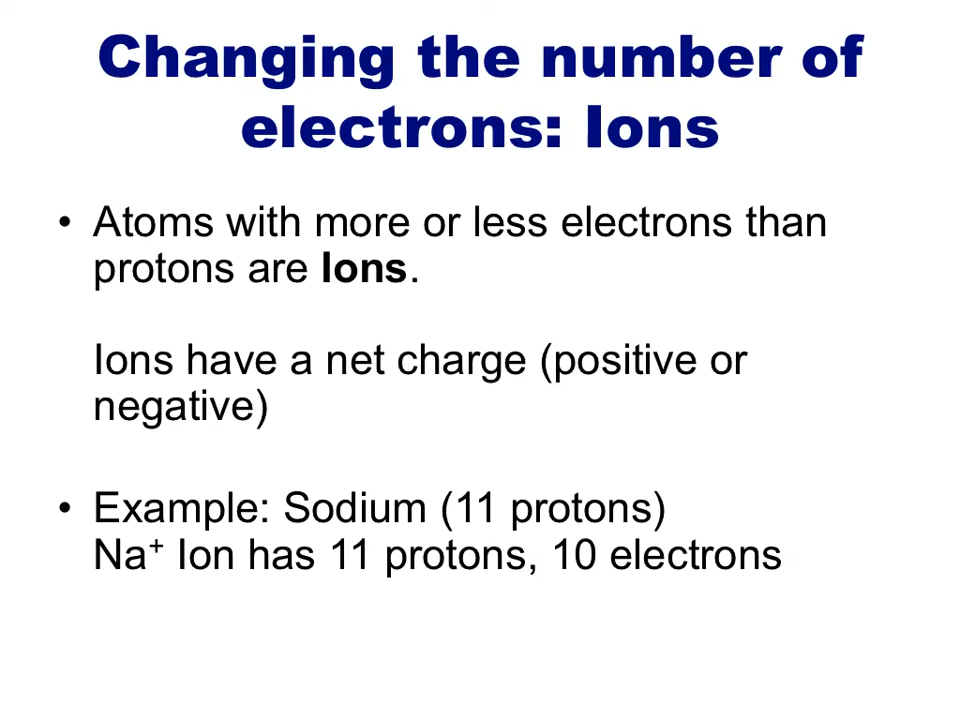 Changing the number of
electrons: Ions
• Atoms with more or less electrons than
protons are Ions.
Ions have a net charge (positive or
negative)
• Example: Sodium (11 protons)
Na⁺ Ion has 11 protons, 10 electrons